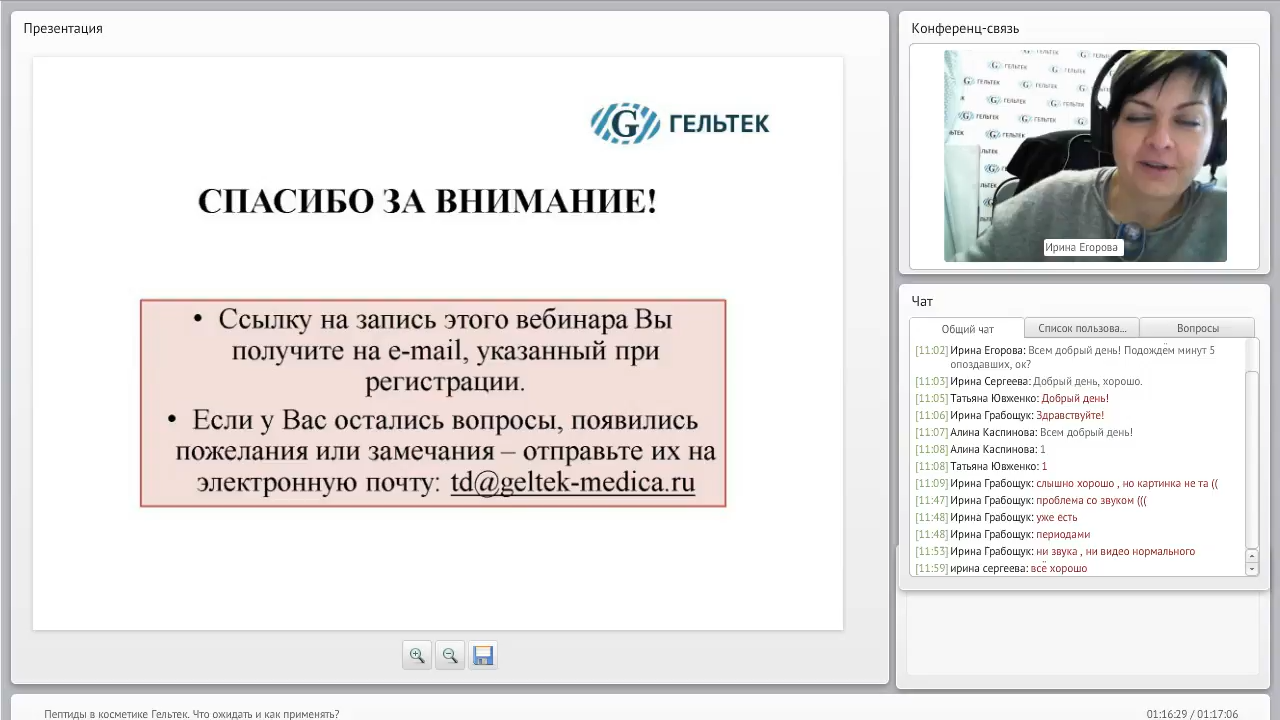 Презентация
ГЕЛЬТЕК
СПАСИБО ЗА ВНИМАНИЕ!
• Ссылку на запись этого вебинара Вы
получите на e-mail, указанный при
регистрации.
• Если у Вас остались вопросы, появились
пожелания или замечания – отправьте их на
электронную почту: td@geltek-medica.ru
Конференц-связь
ГЕЛЬТЕК
Ирина Егорова
Чат
Общий чат
Список пользова...
Вопросы
[11:02] Ирина Егорова: Всем добрый день! Подождём минут 5
опоздавших, ок?
[11:03] Ирина Сергеева: Добрый день, хорошо.
[11:05] Татьяна Ювженко: Добрый день!
[11:06] Ирина Грабощук: Здравствуйте!
[11:07] Алина Каспинова: Всем добрый день!
[11:08] Алина Каспинова: 1
[11:08] Татьяна Ювженко: 1
[11:09] Ирина Грабощук: слышно хорошо , но картинка не та ((
[11:47] Ирина Грабощук: проблема со звуком (((
[11:48] Ирина Грабощук: уже есть
[11:48] Ирина Грабощук: периодами
[11:53] Ирина Грабощук: ни звука , ни видео нормального
[11:59] ирина сергеева: всё хорошо
Пептиды в косметике Гельтек. Что ожидать и как применять?
01:16:29 / 01:17:06